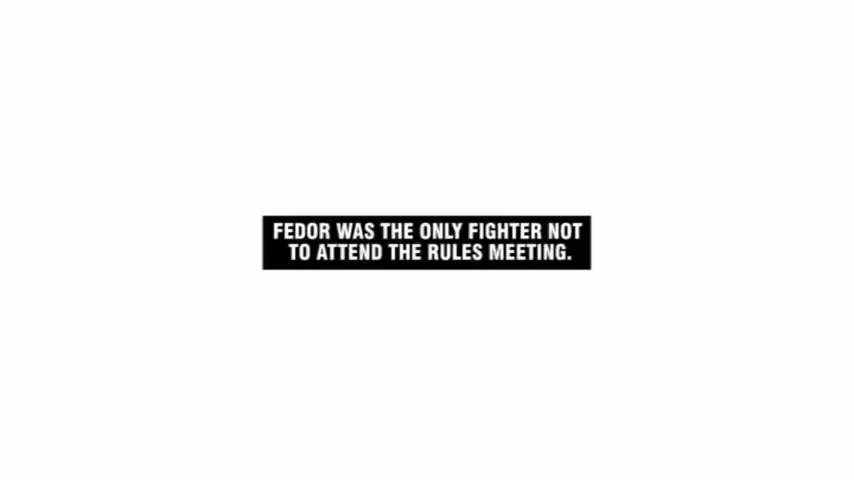 FEDOR WAS THE ONLY FIGHTER NOT
TO ATTEND THE RULES MEETING.